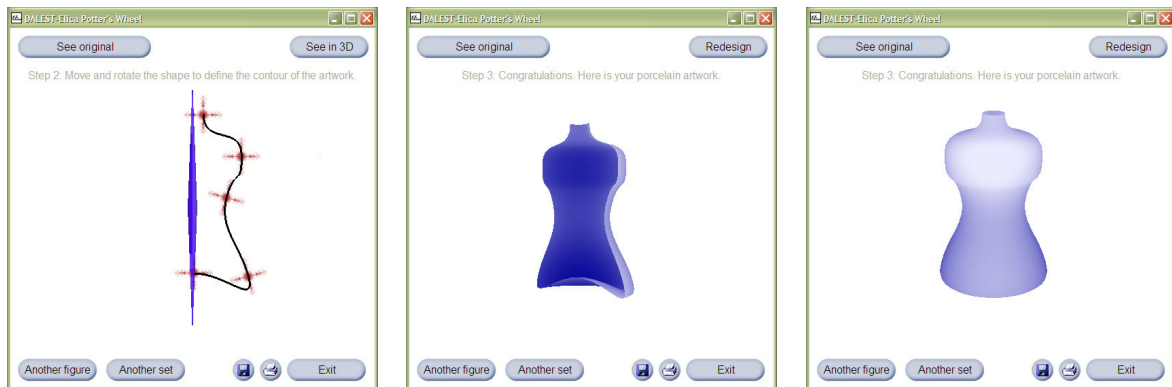 DALEST-Elica Potter's Wheel
See original
See in 3D
Step 2: Move and rotate the shape to define the contour of the artwork.
Another figure
Another set
Exit
DALEST-Elica Potter's Wheel
See original
Redesign
Step 3: Congratulations. Here is your porcelain artwork.
Another figure
Another set
Exit
DALEST-Elica Potter's Wheel
See original
Redesign
Step 3: Congratulations. Here is your porcelain artwork.
Another figure
Another set
Exit